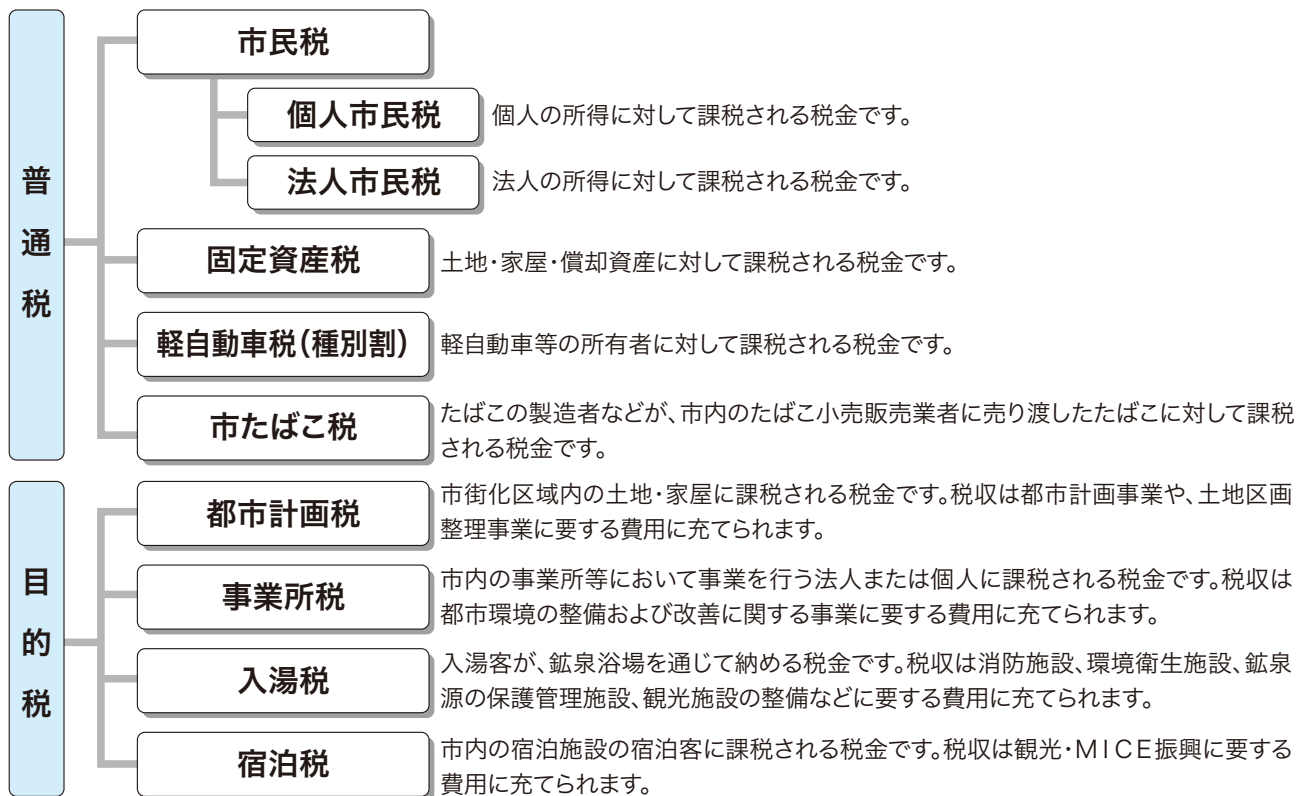 普通税
市民税
個人市民税
個人の所得に対して課税される税金です。
法人市民税
法人の所得に対して課税される税金です。
固定資産税
土地・家屋・償却資産に対して課税される税金です。
軽自動車税(種別割)
軽自動車等の所有者に対して課税される税金です。
市たばこ税
たばこの製造者などが、市内のたばこ小売販売業者に売り渡したたばこに対して課税
される税金です。
目的税
都市計画税
市街化区域内の土地・家屋に課税される税金です。税収は都市計画事業や、土地区画
整理事業に要する費用に充てられます。
事業所税
市内の事業所等において事業を行う法人または個人に課税される税金です。税収は
都市環境の整備および改善に関する事業に要する費用に充てられます。
入湯税
入湯客が、鉱泉浴場を通じて納める税金です。税収は消防施設、環境衛生施設、鉱泉
源の保護管理施設、観光施設の整備などに要する費用に充てられます。
宿泊税
市内の宿泊施設の宿泊客に課税される税金です。税収は観光・MICE振興に要する
費用に充てられます。